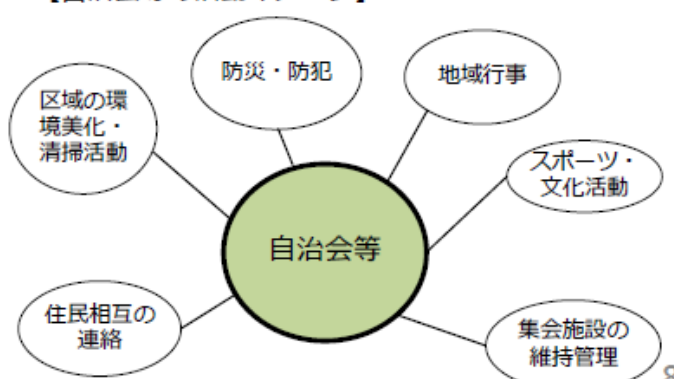 防災・防犯
地域行事
区域の環
境美化・
清掃活動
スポーツ・
文化活動
自治会等
住民相互の
連絡
集会施設の
維持管理